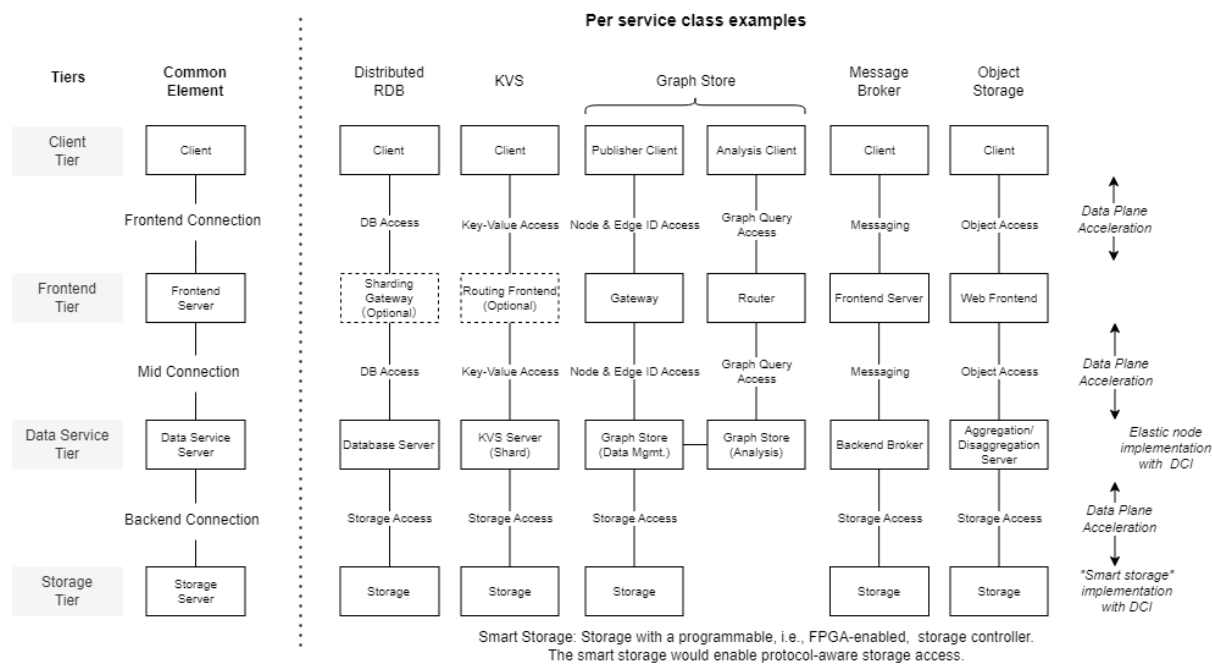 Per service class examples
Tiers
Common
Element
Distributed
RDB
KVS
Graph Store
Message
Broker
Object
Storage
Client
Tier
Client
Client
Client
Publisher Client
Analysis Client
Client
Client
Frontend Connection
DB Access
Key-Value Access
Node & Edge ID Access
Graph Query
Access
Messaging
Object Access
Data Plane
Acceleration
Frontend
Tier
Frontend
Server
Sharding
Gateway
(Optional)
Routing Frontend
(Optional)
Gateway
Router
Frontend Server
Web Frontend
Mid Connection
DB Access
Key-Value Access
Node & Edge ID Access
Graph Query
Access
Messaging
Object Access
Data Plane
Acceleration
Data Service
Tier
Data Service
Server
Database Server
KVS Server
(Shard)
Graph Store
(Data Mgmt.)
Graph Store
(Analysis)
Backend Broker
Aggregation/
Disaggregation
Server
Elastic node
implementation
with DCI
Backend Connection
Storage Access
Storage Access
Storage Access
Storage Access
Storage Access
Data Plane
Acceleration
Storage
Tier
Storage
Server
Storage
Storage
Storage
Storage
Storage
"Smart storage"
implementation
with DCI
Smart Storage: Storage with a programmable, i.e., FPGA-enabled, storage controller.
The smart storage would enable protocol-aware storage access.